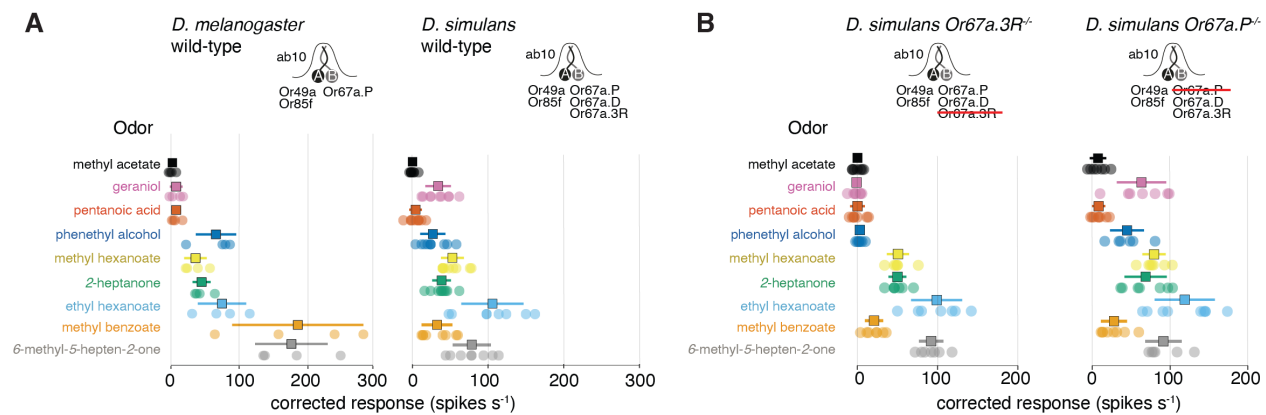 A
D. melanogaster
wild-type
ab10
A B
Or49a Or67a.P
Or85f
D. simulans
wild-type
ab10
A B
Or49a Or67a.P
Or85f Or67a.D
Or67a.3R
Odor
methyl acetate
geraniol
pentanoic acid
phenethyl alcohol
methyl hexanoate
2-heptanone
ethyl hexanoate
methyl benzoate
6-methyl-5-hepten-2-one
0 100 200 300
0 100 200 300
corrected response (spikes s-1)
B
D. simulans Or67a.3R-/-
ab10
A B
Or49a Or67a.P
Or85f Or67a.D
Or67a.3R
D. simulans Or67a.P-/-
ab10
A B
Or49a Or67a.P
Or85f Or67a.D
Or67a.3R
Odor
methyl acetate
geraniol
pentanoic acid
phenethyl alcohol
methyl hexanoate
2-heptanone
ethyl hexanoate
methyl benzoate
6-methyl-5-hepten-2-one
0 100 200
0 100 200
corrected response (spikes s-1)